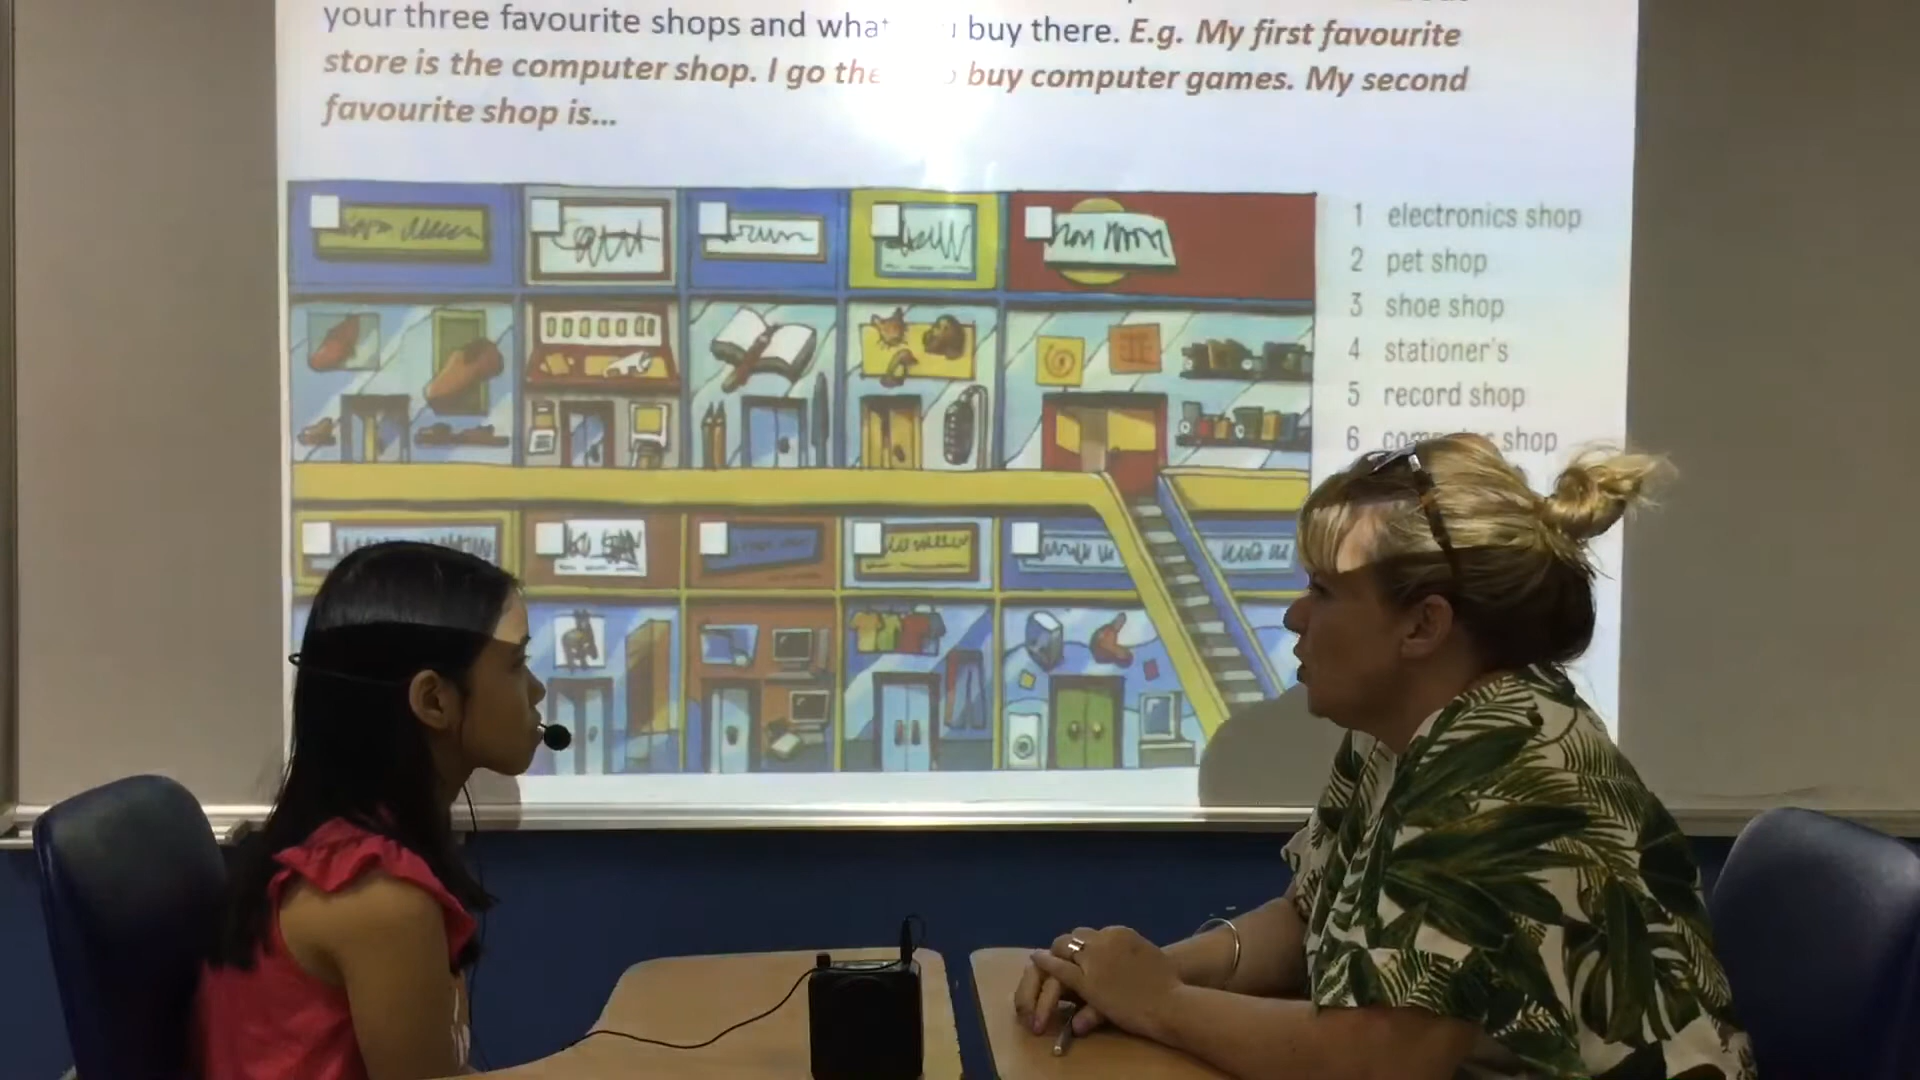 your three favourite shops and what buy there. E.g. My first favourite
store is the computer shop. I go buy computer games. My second
favourite shop is...
1 electronics shop
2 pet shop
3 shoe shop
4 stationer's
5 record shop
6 computer shop